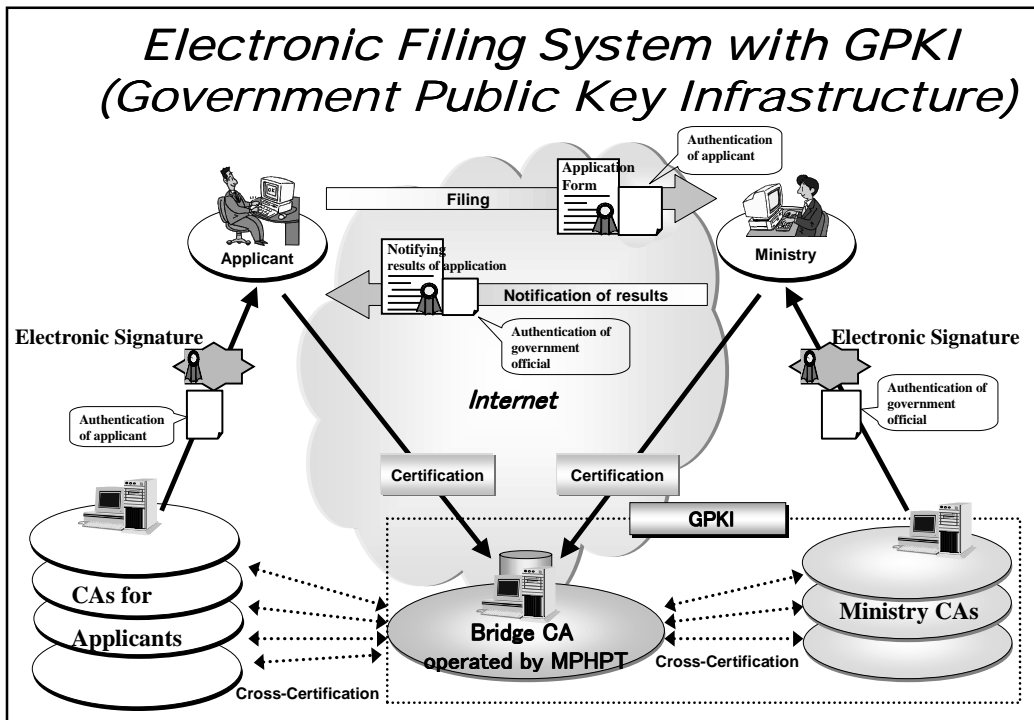 Electronic Filing System with GPKI
(Government Public Key Infrastructure)
Authentication
of applicant
Application
Form
Filing
Applicant
Ministry
Notifying
results of application
Notification of results
Authentication of
government
official
Electronic Signature
Electronic Signature
Internet
Authentication
of applicant
Authentication of
government
official
Certification
Certification
GPKI
CAs for
Applicants
Bridge CA
operated by MPHPT
Ministry CAs
Cross-Certification
Cross-Certification